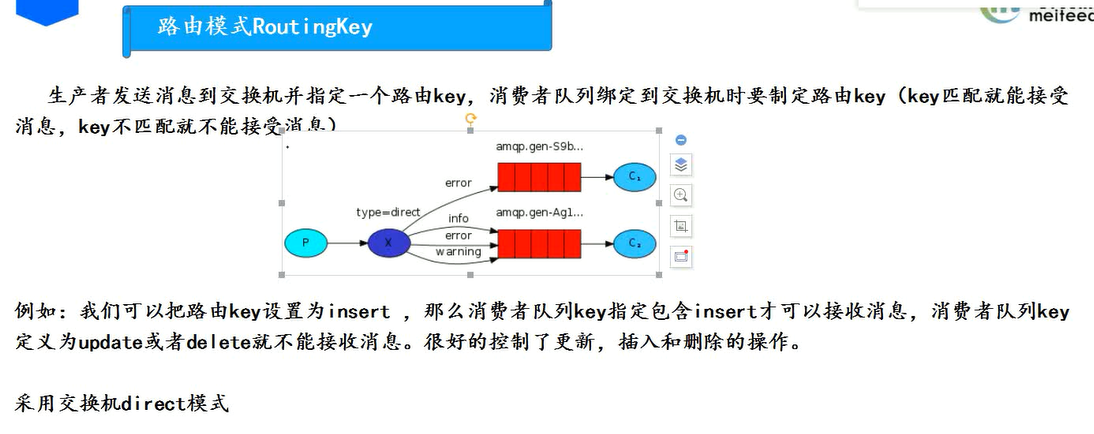 meifeec
路由模式RoutingKey
生产者发送消息到交换机并指定一个路由key，消费者队列绑定到交换机时要制定路由key（key匹配就能接受
消息，key不匹配就不能接受消息）
amqp.gen-S9b...
error
C₁
type=direct
amqp.gen-Ag1...
info
P
X
error
C₂
warning
例如：我们可以把路由key设置为insert ，那么消费者队列key指定包含insert才可以接收消息，消费者队列key
定义为update或者delete就不能接收消息。很好的控制了更新，插入和删除的操作。
采用交换机direct模式